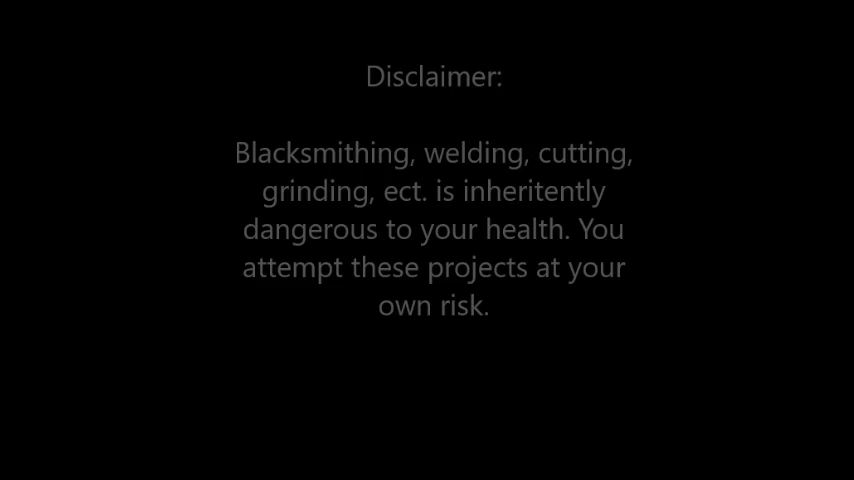 Disclaimer:
Blacksmithing, welding, cutting,
grinding, ect. is inheritently
dangerous to your health. You
attempt these projects at your
own risk.